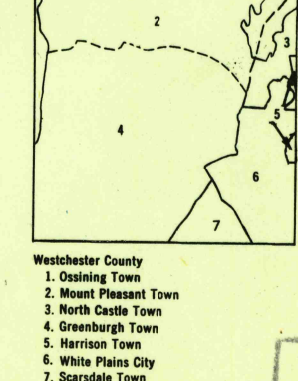 2
3
4
5
6
7
Westchester County
1. Ossining Town
2. Mount Pleasant Town
3. North Castle Town
4. Greenburgh Town
5. Harrison Town
6. White Plains City
7. Scarsdale Town